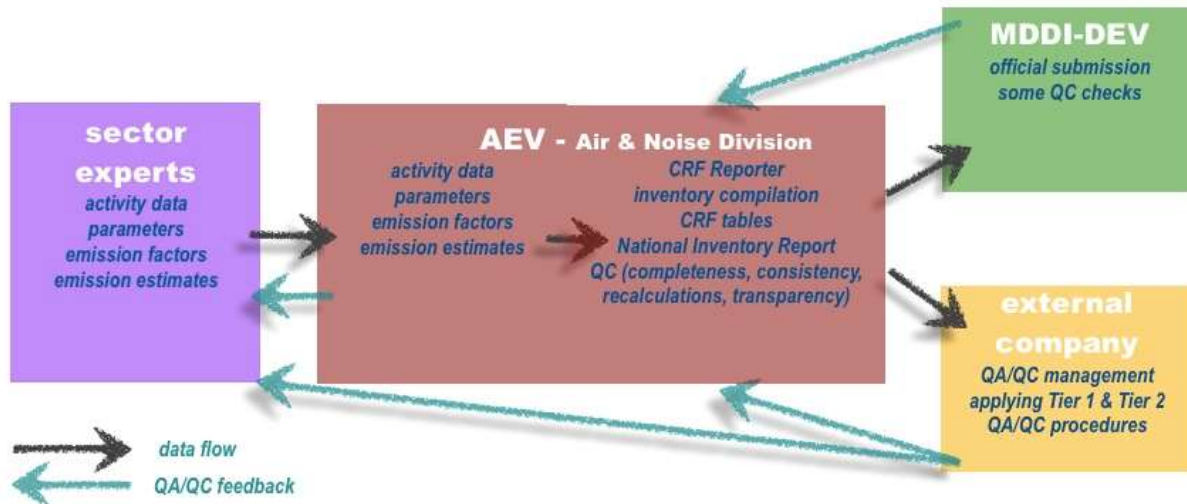 sector
experts
activity data
parameters
emission factors
emission estimates
AEV - Air & Noise Division
activity data
parameters
emission factors
emission estimates
CRF Reporter
inventory compilation
CRF tables
National Inventory Report
QC (completeness, consistency,
recalculations, transparency)
MDDI-DEV
official submission
some QC checks
external
company
QA/QC management
applying Tier 1 & Tier 2
QA/QC procedures
data flow
QA/QC feedback